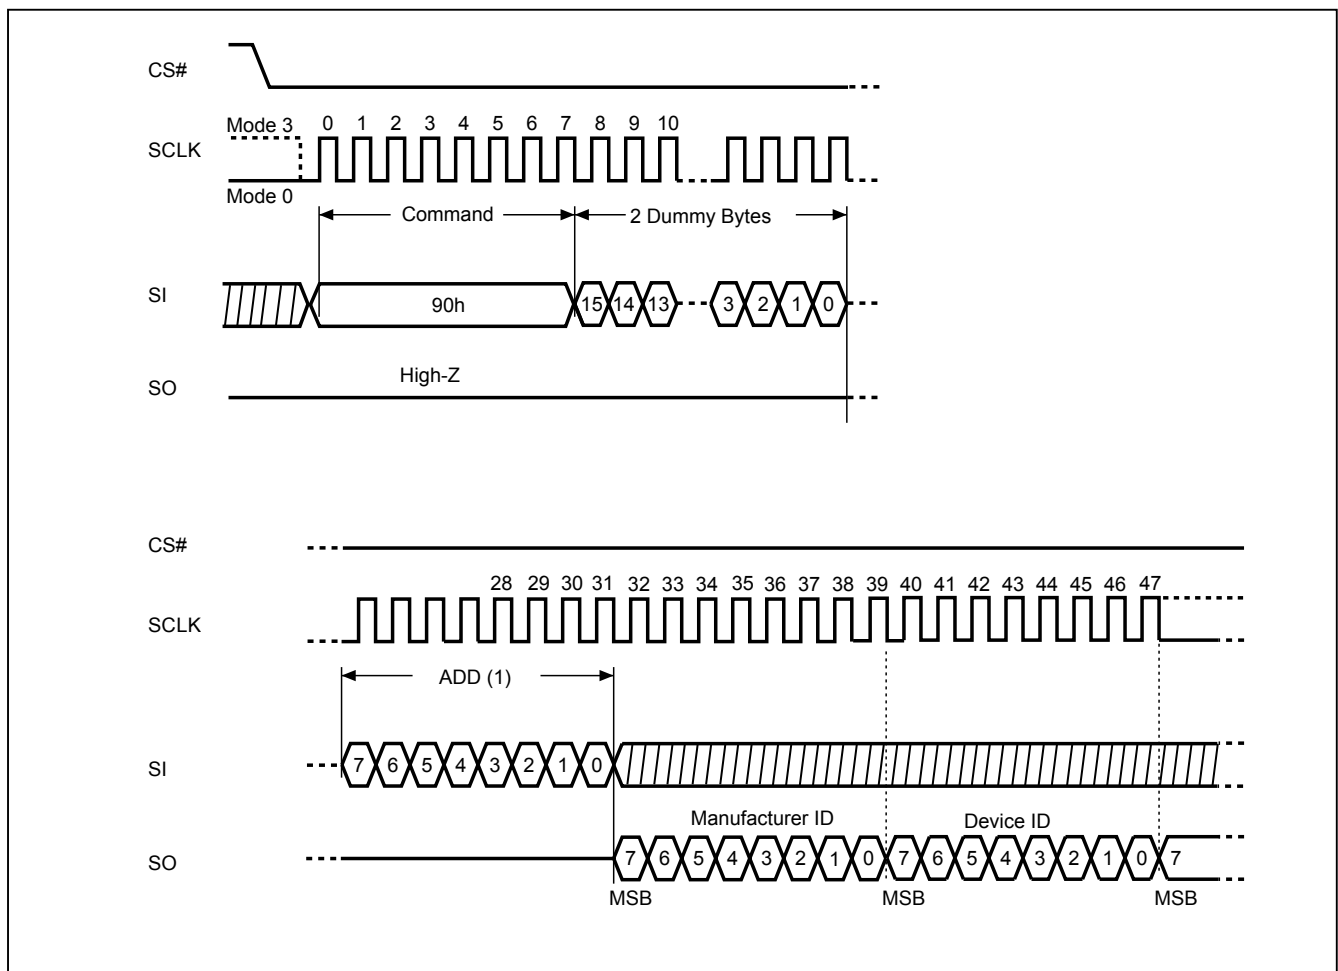 CS#
Mode 3
0 1 2 3 4 5 6 7 8 9 10
SCLK
Mode 0
Command
2 Dummy Bytes
SI
90h
15 14 13 3 2 1 0
High-Z
SO
CS#
28 29 30 31 32 33 34 35 36 37 38 39 40 41 42 43 44 45 46 47
SCLK
ADD (1)
SI
7 6 5 4 3 2 1 0
Manufacturer ID
Device ID
SO
7 6 5 4 3 2 1 0 7 6 5 4 3 2 1 0 7
MSB MSB MSB